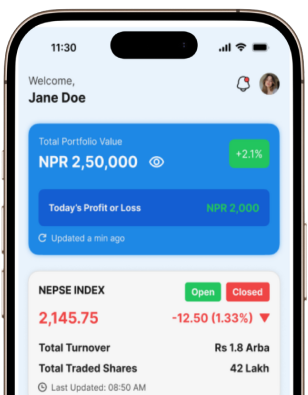 11:30
Welcome,
Jane Doe
Total Portfolio Value
NPR 2,50,000
+2.1%
Today's Profit or Loss NPR 2,000
Updated a min ago
NEPSE INDEX Open Closed
2,145.75 -12.50 (1.33%) ▼
Total Turnover Rs 1.8 Arba
Total Traded Shares 42 Lakh
Last Updated: 08:50 AM